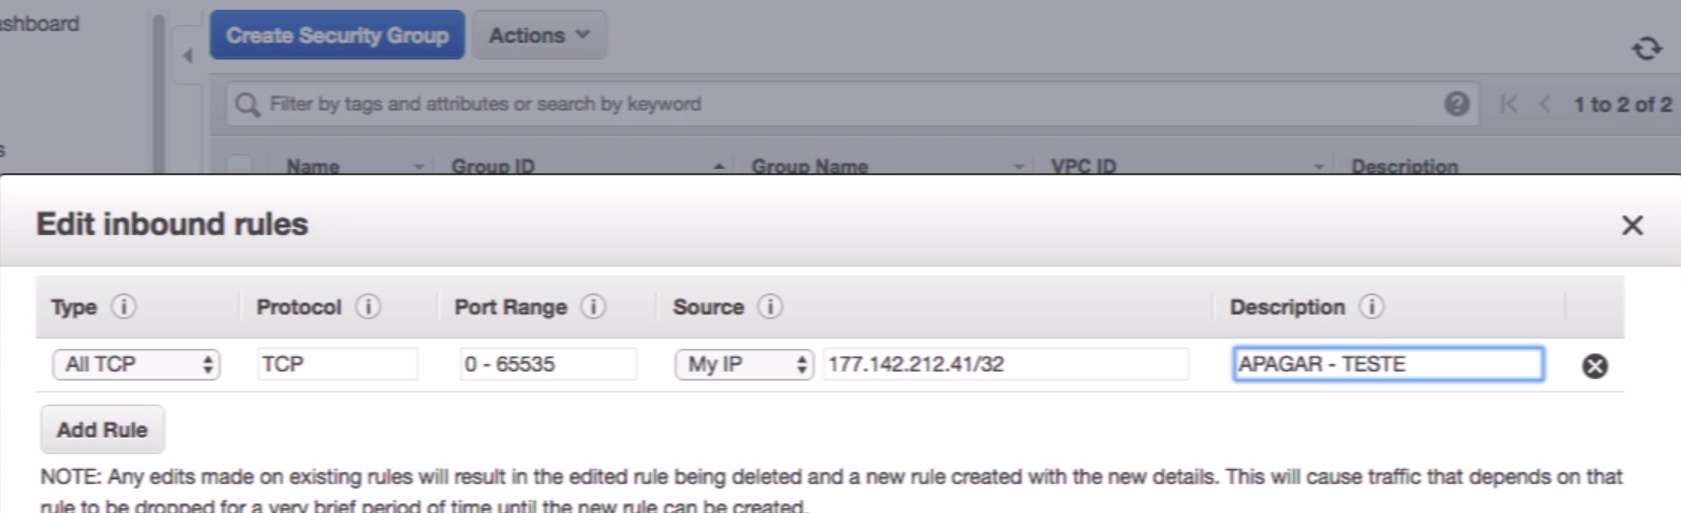 shboard
Create Security Group Actions
Filter by tags and attributes or search by keyword 1 to 2 of 2
s
Name Group ID Group Name VPC ID Description
Edit inbound rules
Type Protocol Port Range Source Description
All TCP TCP 0 - 65535 My IP 177.142.212.41/32 APAGAR - TESTE
Add Rule
NOTE: Any edits made on existing rules will result in the edited rule being deleted and a new rule created with the new details. This will cause traffic that depends on that
rule to be dropped for a very brief period of time until the new rule can be created.